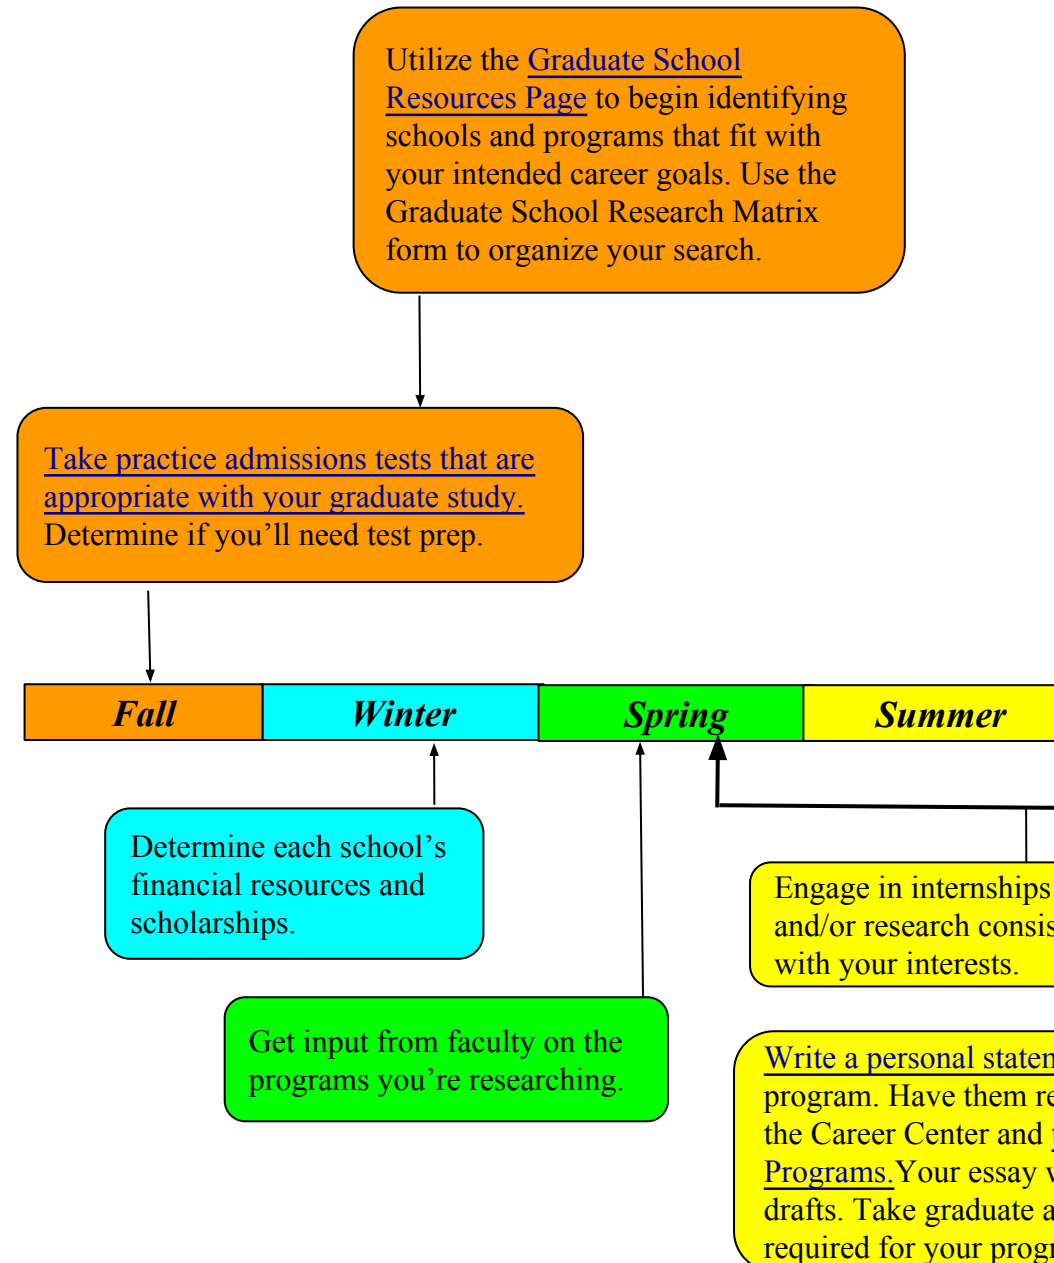 Utilize the Graduate School
Resources Page to begin identifying
schools and programs that fit with
your intended career goals. Use the
Graduate School Research Matrix
form to organize your search.
Take practice admissions tests that are
appropriate with your graduate study.
Determine if you’ll need test prep.
Fall Winter Spring Summer
Determine each school’s
financial resources and
scholarships.
Engage in internships
and/or research
with your interests.
Get input from faculty on the
programs you’re researching.
Write a personal
program. Have them
the Career Center and
Programs.Your essay
drafts. Take graduate
required for your